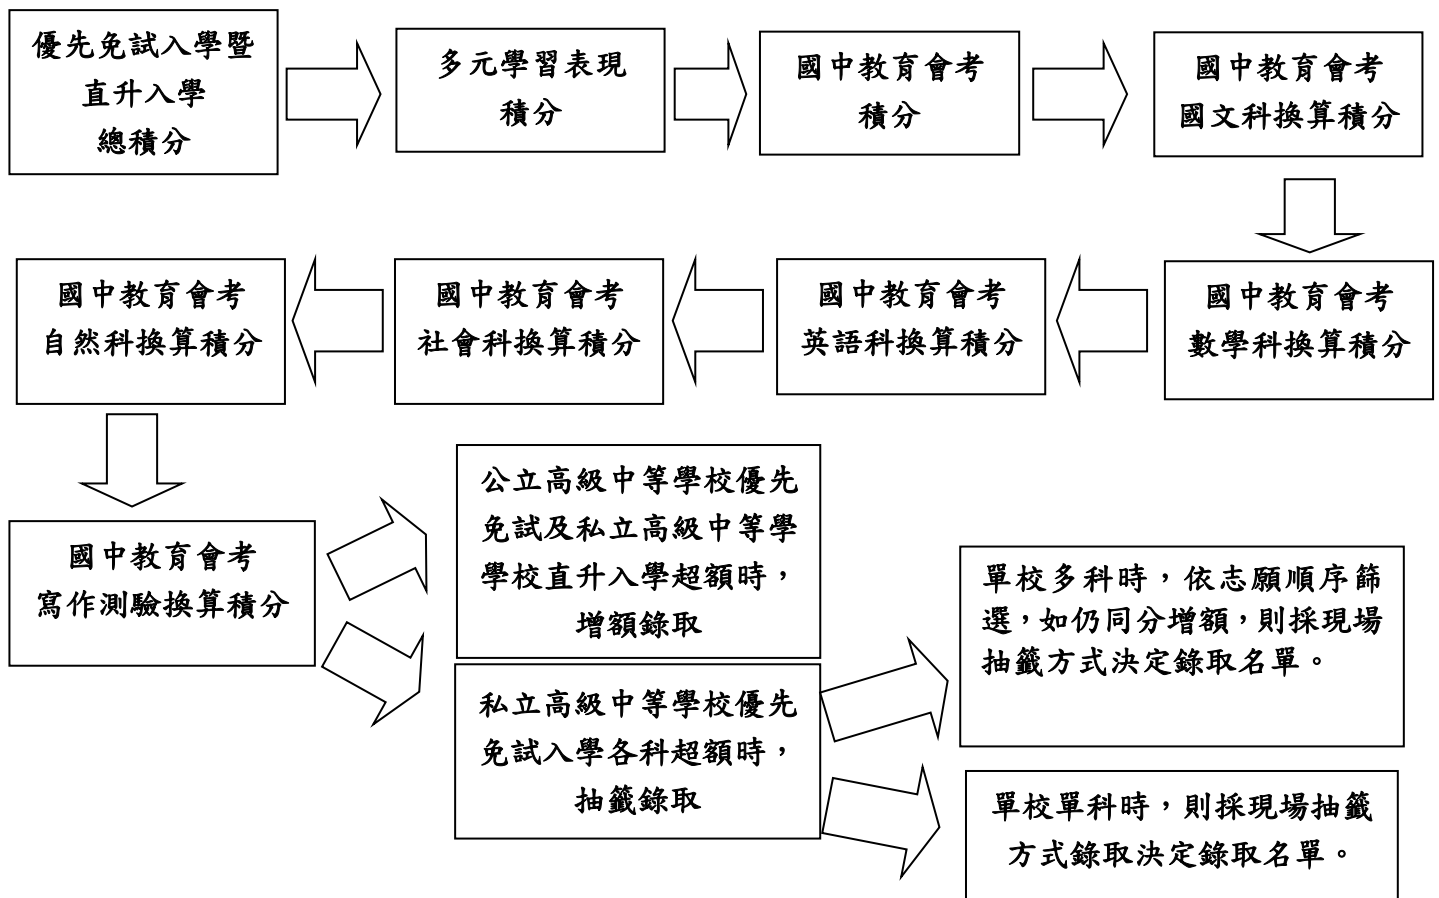 優先免試入學暨
直升入學
總積分
多元學習表現
積分
國中教育會考
積分
國中教育會考
國文科換算積分
國中教育會考
數學科換算積分
國中教育會考
英語科換算積分
國中教育會考
社會科換算積分
國中教育會考
自然科換算積分
國中教育會考
寫作測驗換算積分
公立高級中等學校優先
免試及私立高級中等學
學校直升入學超額時，
增額錄取
私立高級中等學校優先
免試入學各科超額時，
抽籤錄取
單校多科時，依志願順序篩
選，如仍同分增額，則採現場
抽籤方式決定錄取名單。
單校單科時，則採現場抽籤
方式錄取決定錄取名單。